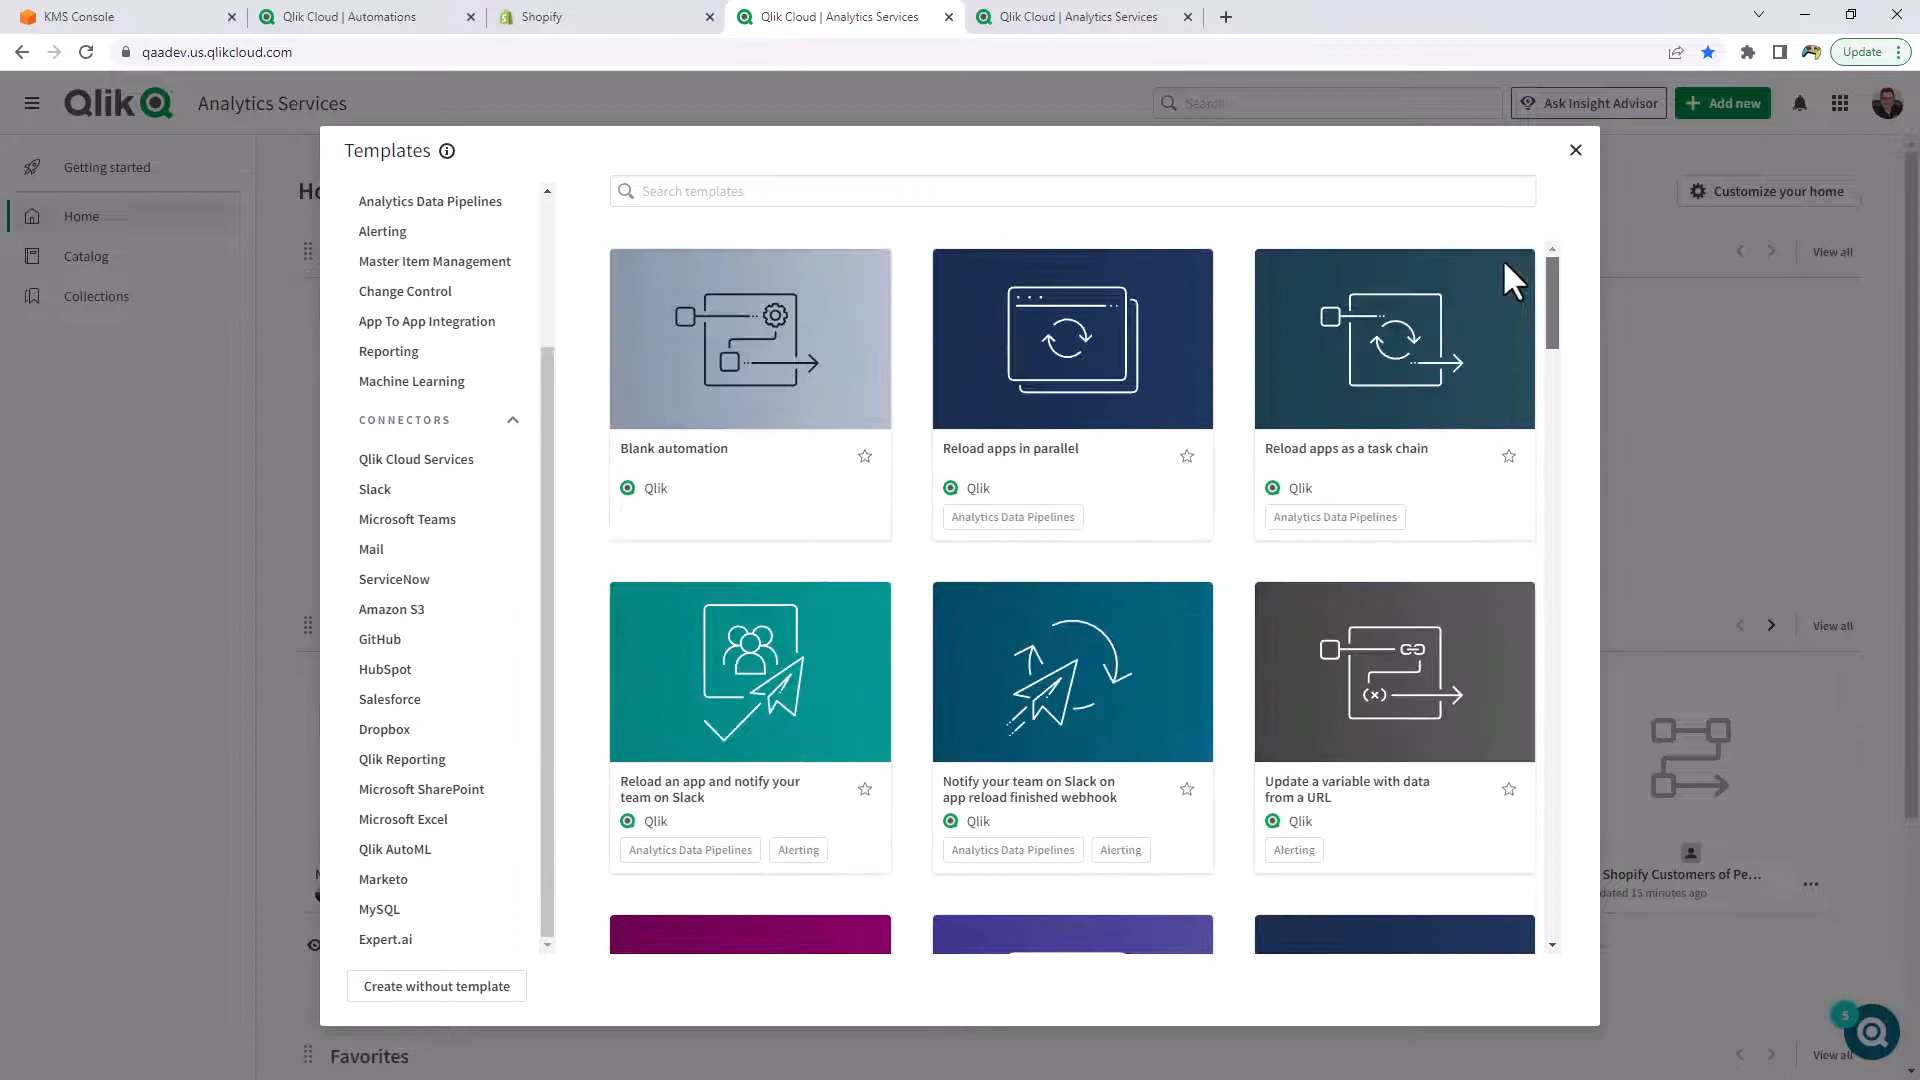 KMS Console
Qlik Cloud | Automations
Shopify
Qlik Cloud | Analytics Services
Qlik Cloud | Analytics Services
qaadev.us.qlikcloud.com
Update
Qlik
Analytics Services
Search
Ask Insight Advisor
Add new
Getting started
Home
Catalog
Collections
Customize your home
View all
View all
Shopify Customers of Pe...
dated 15 minutes ago
Favorites
View all
5
Templates
Analytics Data Pipelines
Alerting
Master Item Management
Change Control
App To App Integration
Reporting
Machine Learning
CONNECTORS
Qlik Cloud Services
Slack
Microsoft Teams
Mail
ServiceNow
Amazon S3
GitHub
HubSpot
Salesforce
Dropbox
Qlik Reporting
Microsoft SharePoint
Microsoft Excel
Qlik AutoML
Marketo
MySQL
Expert.ai
Create without template
Search templates
Blank automation
Qlik
Reload apps in parallel
Qlik
Analytics Data Pipelines
Reload apps as a task chain
Qlik
Analytics Data Pipelines
Reload an app and notify your
team on Slack
Qlik
Analytics Data Pipelines
Alerting
Notify your team on Slack on
app reload finished webhook
Qlik
Analytics Data Pipelines
Alerting
(x)
Update a variable with data
from a URL
Qlik
Alerting